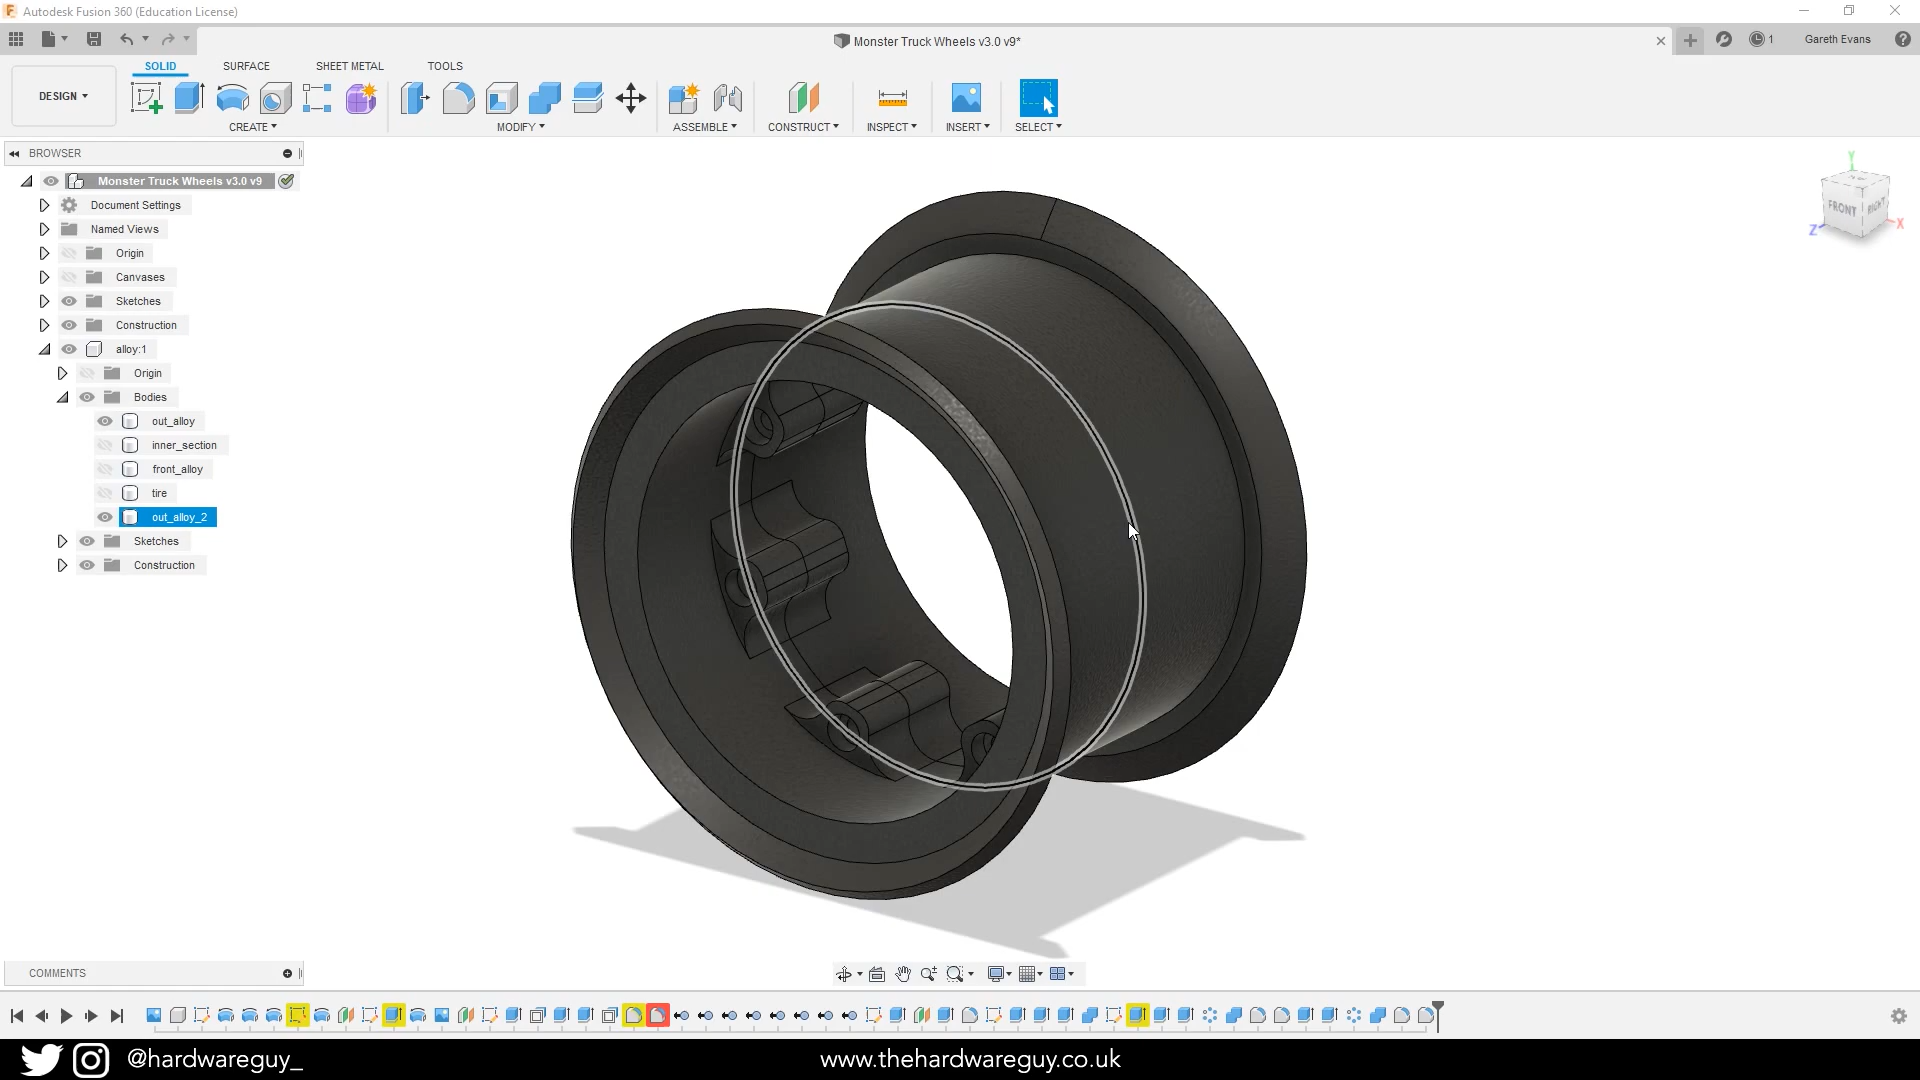 Autodesk Fusion 360 (Education License)
Monster Truck Wheels v3.0 v9*
1
Gareth Evans
SOLID
SURFACE
SHEET METAL
TOOLS
DESIGN
CREATE
MODIFY
ASSEMBLE
CONSTRUCT
INSPECT
INSERT
SELECT
BROWSER
Monster Truck Wheels v3.0 v9
Document Settings
Named Views
Origin
Canvases
Sketches
Construction
alloy:1
Origin
Bodies
out_alloy
inner_section
front_alloy
tire
out_alloy_2
Sketches
Construction
Y
FRONT
RIGHT
X
Z
COMMENTS
@hardwareguy_
www.thehardwareguy.co.uk